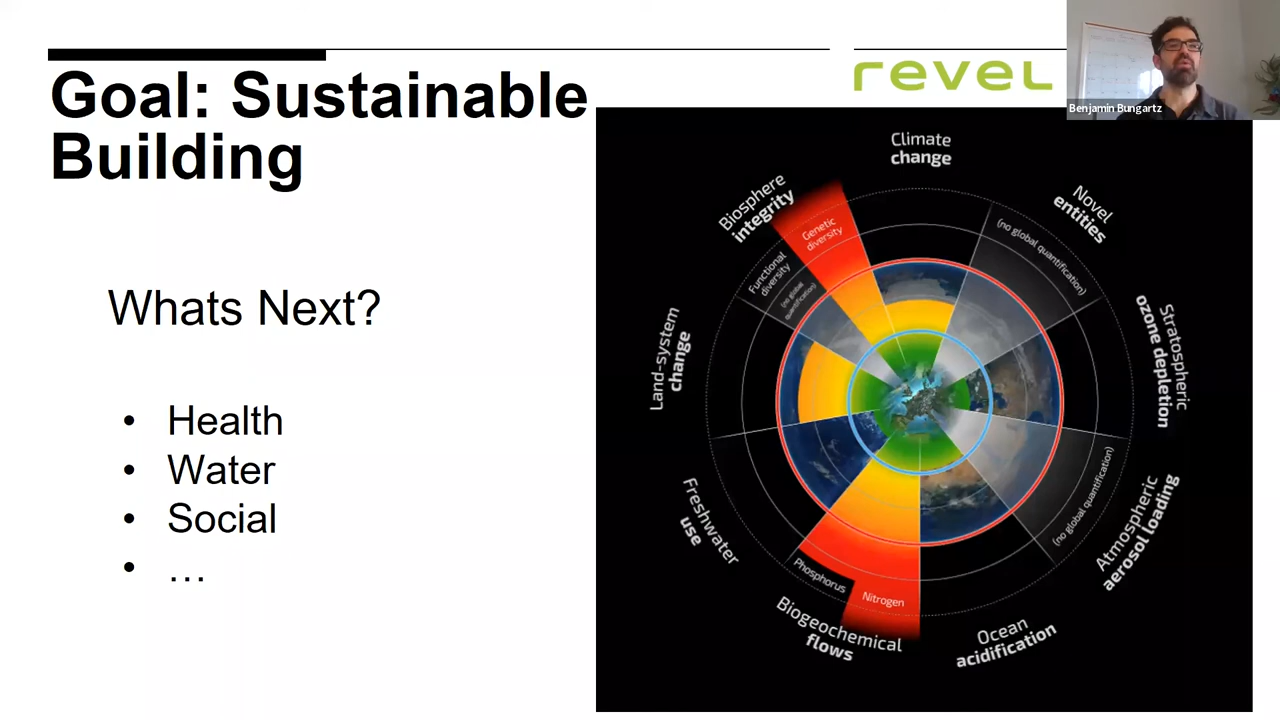 Goal: Sustainable
Building
revel
Benjamin Bungartz
Whats Next?
• Health
• Water
• Social
• …
Climate
change
Novel
entities
(no global quantification)
Stratospheric
ozone depletion
Atmospheric
aerosol loading
(no global quantification)
Ocean
acidification
Biogeochemical
flows
Nitrogen
Phosphorus
Freshwater
use
Land-system
change
Biosphere
integrity
Genetic
diversity
Functional
diversity
(no global
quantification)